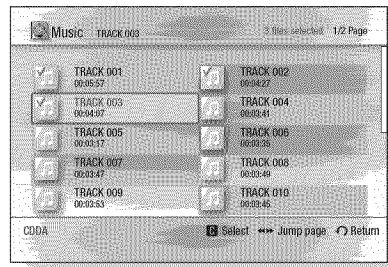 Music TRACK 003 3 files selected 1/2 Page
TRACK 001 TRACK 002
00:05:57 00:04:27
TRACK 003 TRACK 004
00:04:07 00:03:41
TRACK 005 TRACK 006
00:03:17 00:03:35
TRACK 007 TRACK 008
00:03:47 00:03:49
TRACK 009 TRACK 010
00:03:53 00:03:45
CDDA C Select Jump page Return